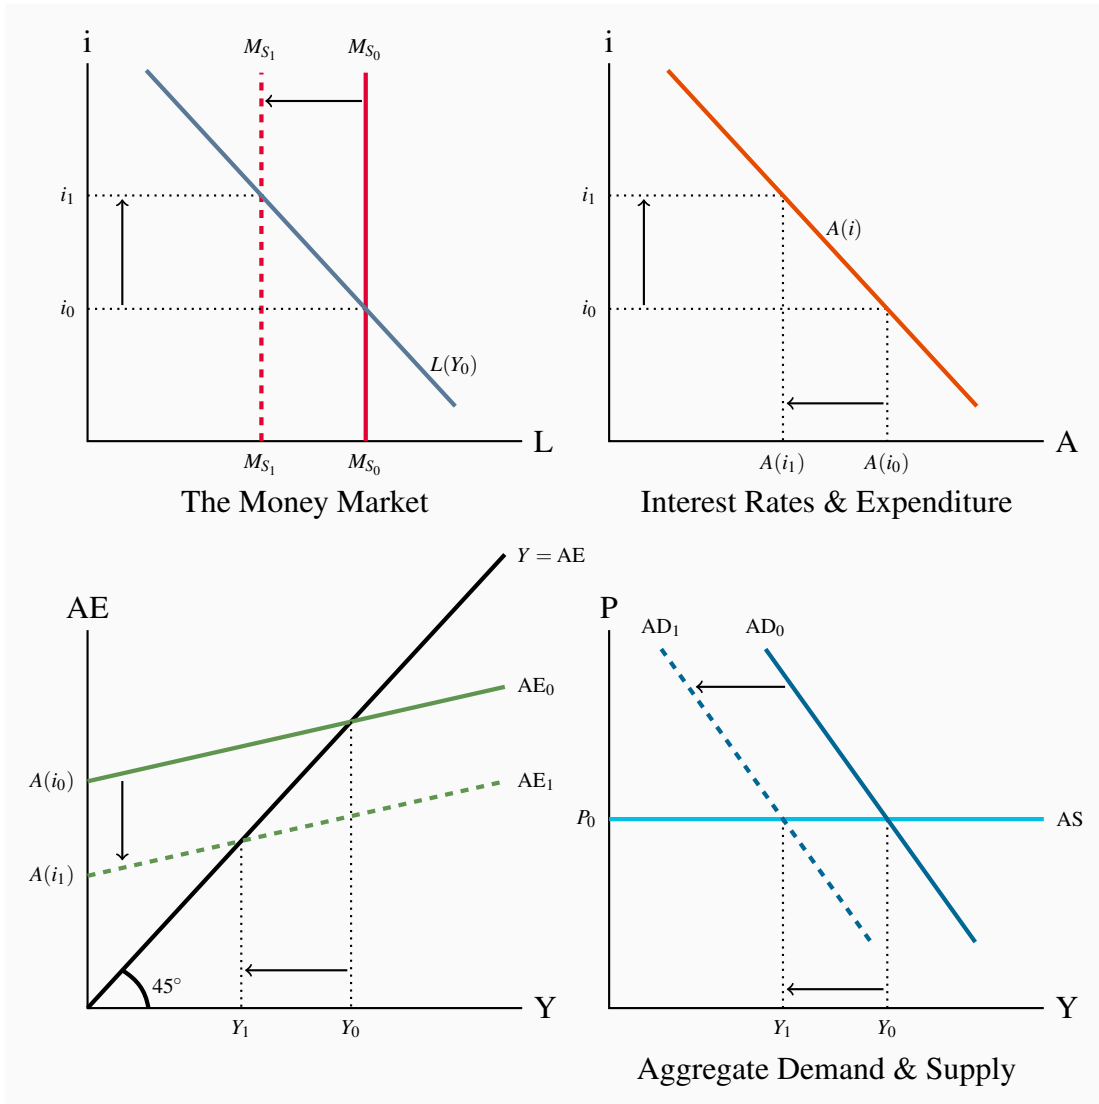 i
M_{S_1} M_{S_0}
i_1
i_0
L(Y_0)
L
M_{S_1} M_{S_0}
The Money Market
i
i_1
A(i)
i_0
A
A(i_1) A(i_0)
Interest Rates & Expenditure
AE
Y = AE
AE_0
A(i_0)
AE_1
A(i_1)
45°
Y
Y_1 Y_0
P
AD_1 AD_0
P_0
AS
Y
Y_1 Y_0
Aggregate Demand & Supply